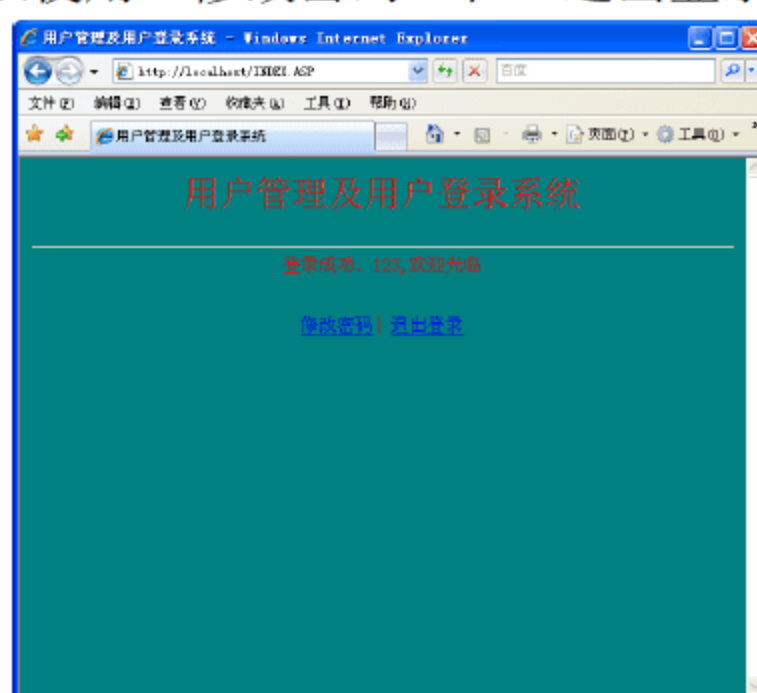 用户管理及用户登录系统 - Windows Internet Explorer
http://localhost/INDEX.ASP 百度
文件(F) 编辑(E) 查看(V) 收藏夹(A) 工具(T) 帮助(H)
用户管理及用户登录系统 页面(P) 工具(O)
用户管理及用户登录系统
登录成功. 123,欢迎光临
修改密码| 退出登录